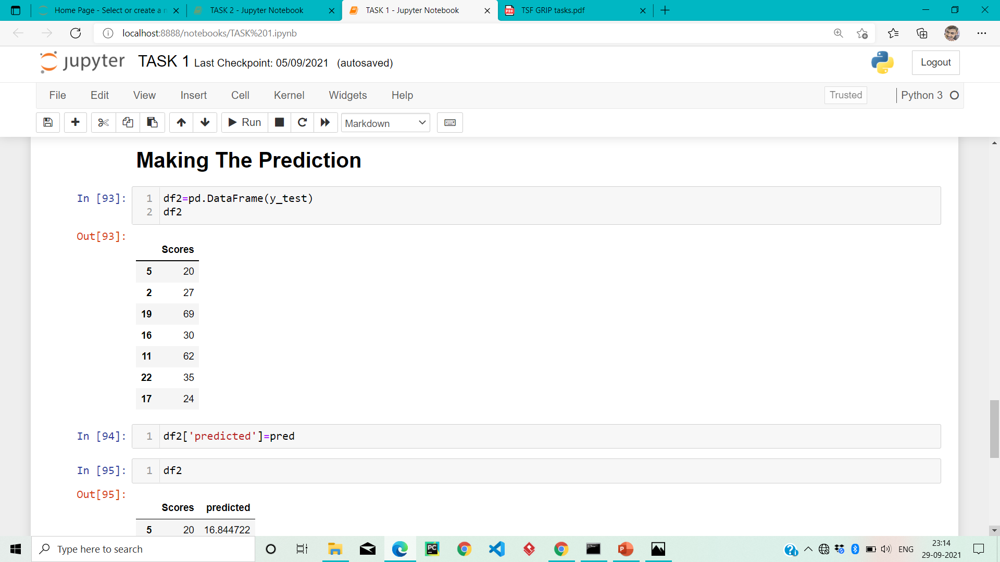 Home Page - Select or create a n
TASK 2 - Jupyter Notebook
TASK 1 - Jupyter Notebook
PDF
TSF GRIP tasks.pdf
localhost:8888/notebooks/TASK%201.ipynb
jupyter
TASK 1 Last Checkpoint: 05/09/2021 (autosaved)
Logout
File Edit View Insert Cell Kernel Widgets Help
Trusted
Python 3
Run
Markdown
Making The Prediction
In [93]:
1 df2=pd.DataFrame(y_test)
2 df2
Out[93]:
Scores
5 20
2 27
19 69
16 30
11 62
22 35
17 24
In [94]:
1 df2['predicted']=pred
In [95]:
1 df2
Out[95]:
Scores predicted
5 20 16.844722
Type here to search
PC
P
ENG
23:14
29-09-2021